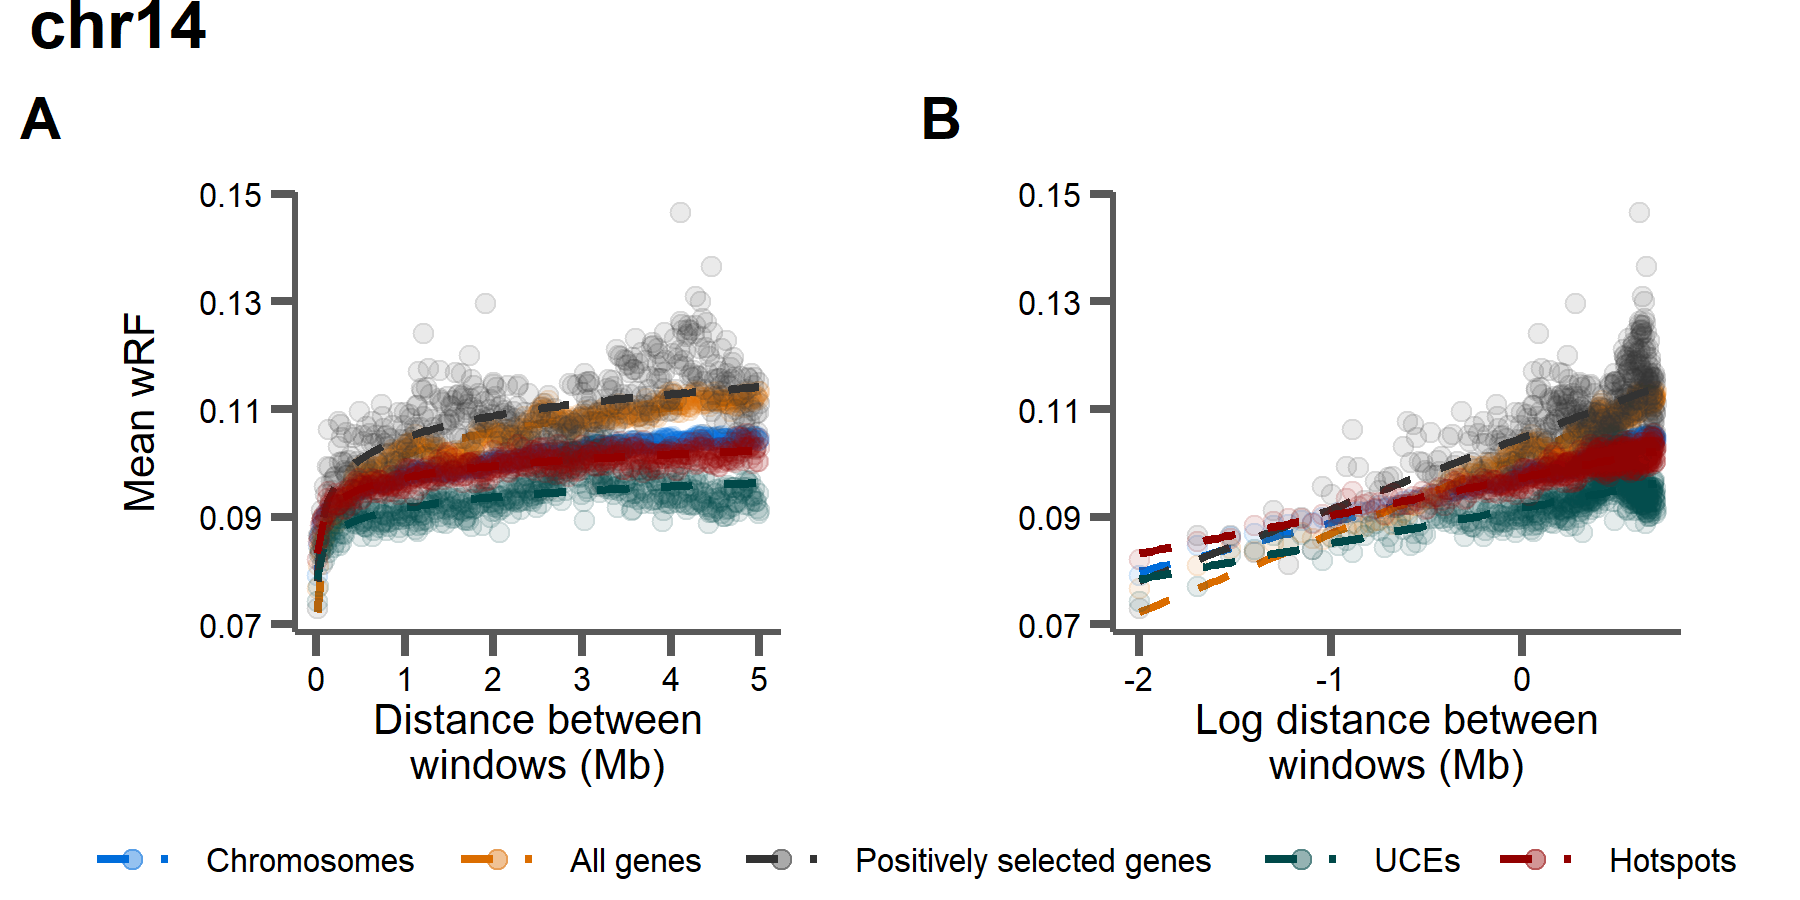 chr14
A
B
0.15
0.13
0.11
0.09
0.07
Mean wRF
0
1
2
3
4
5
Distance between
windows (Mb)
0.15
0.13
0.11
0.09
0.07
-2
-1
0
Log distance between
windows (Mb)
Chromosomes
All genes
Positively selected genes
UCEs
Hotspots